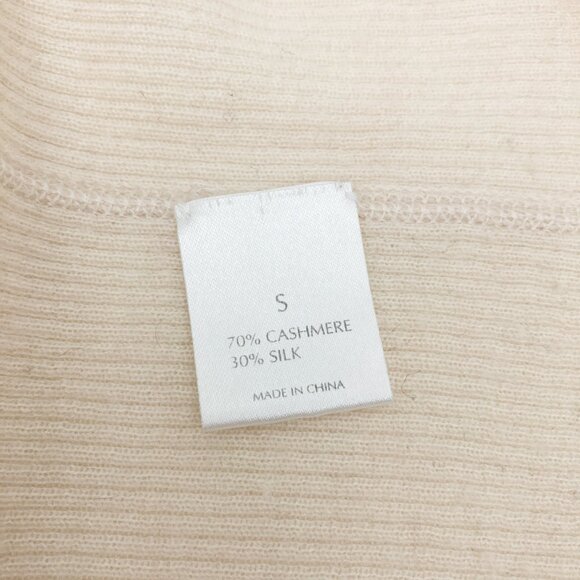 S
70% CASHMERE
30% SILK
MADE IN CHINA